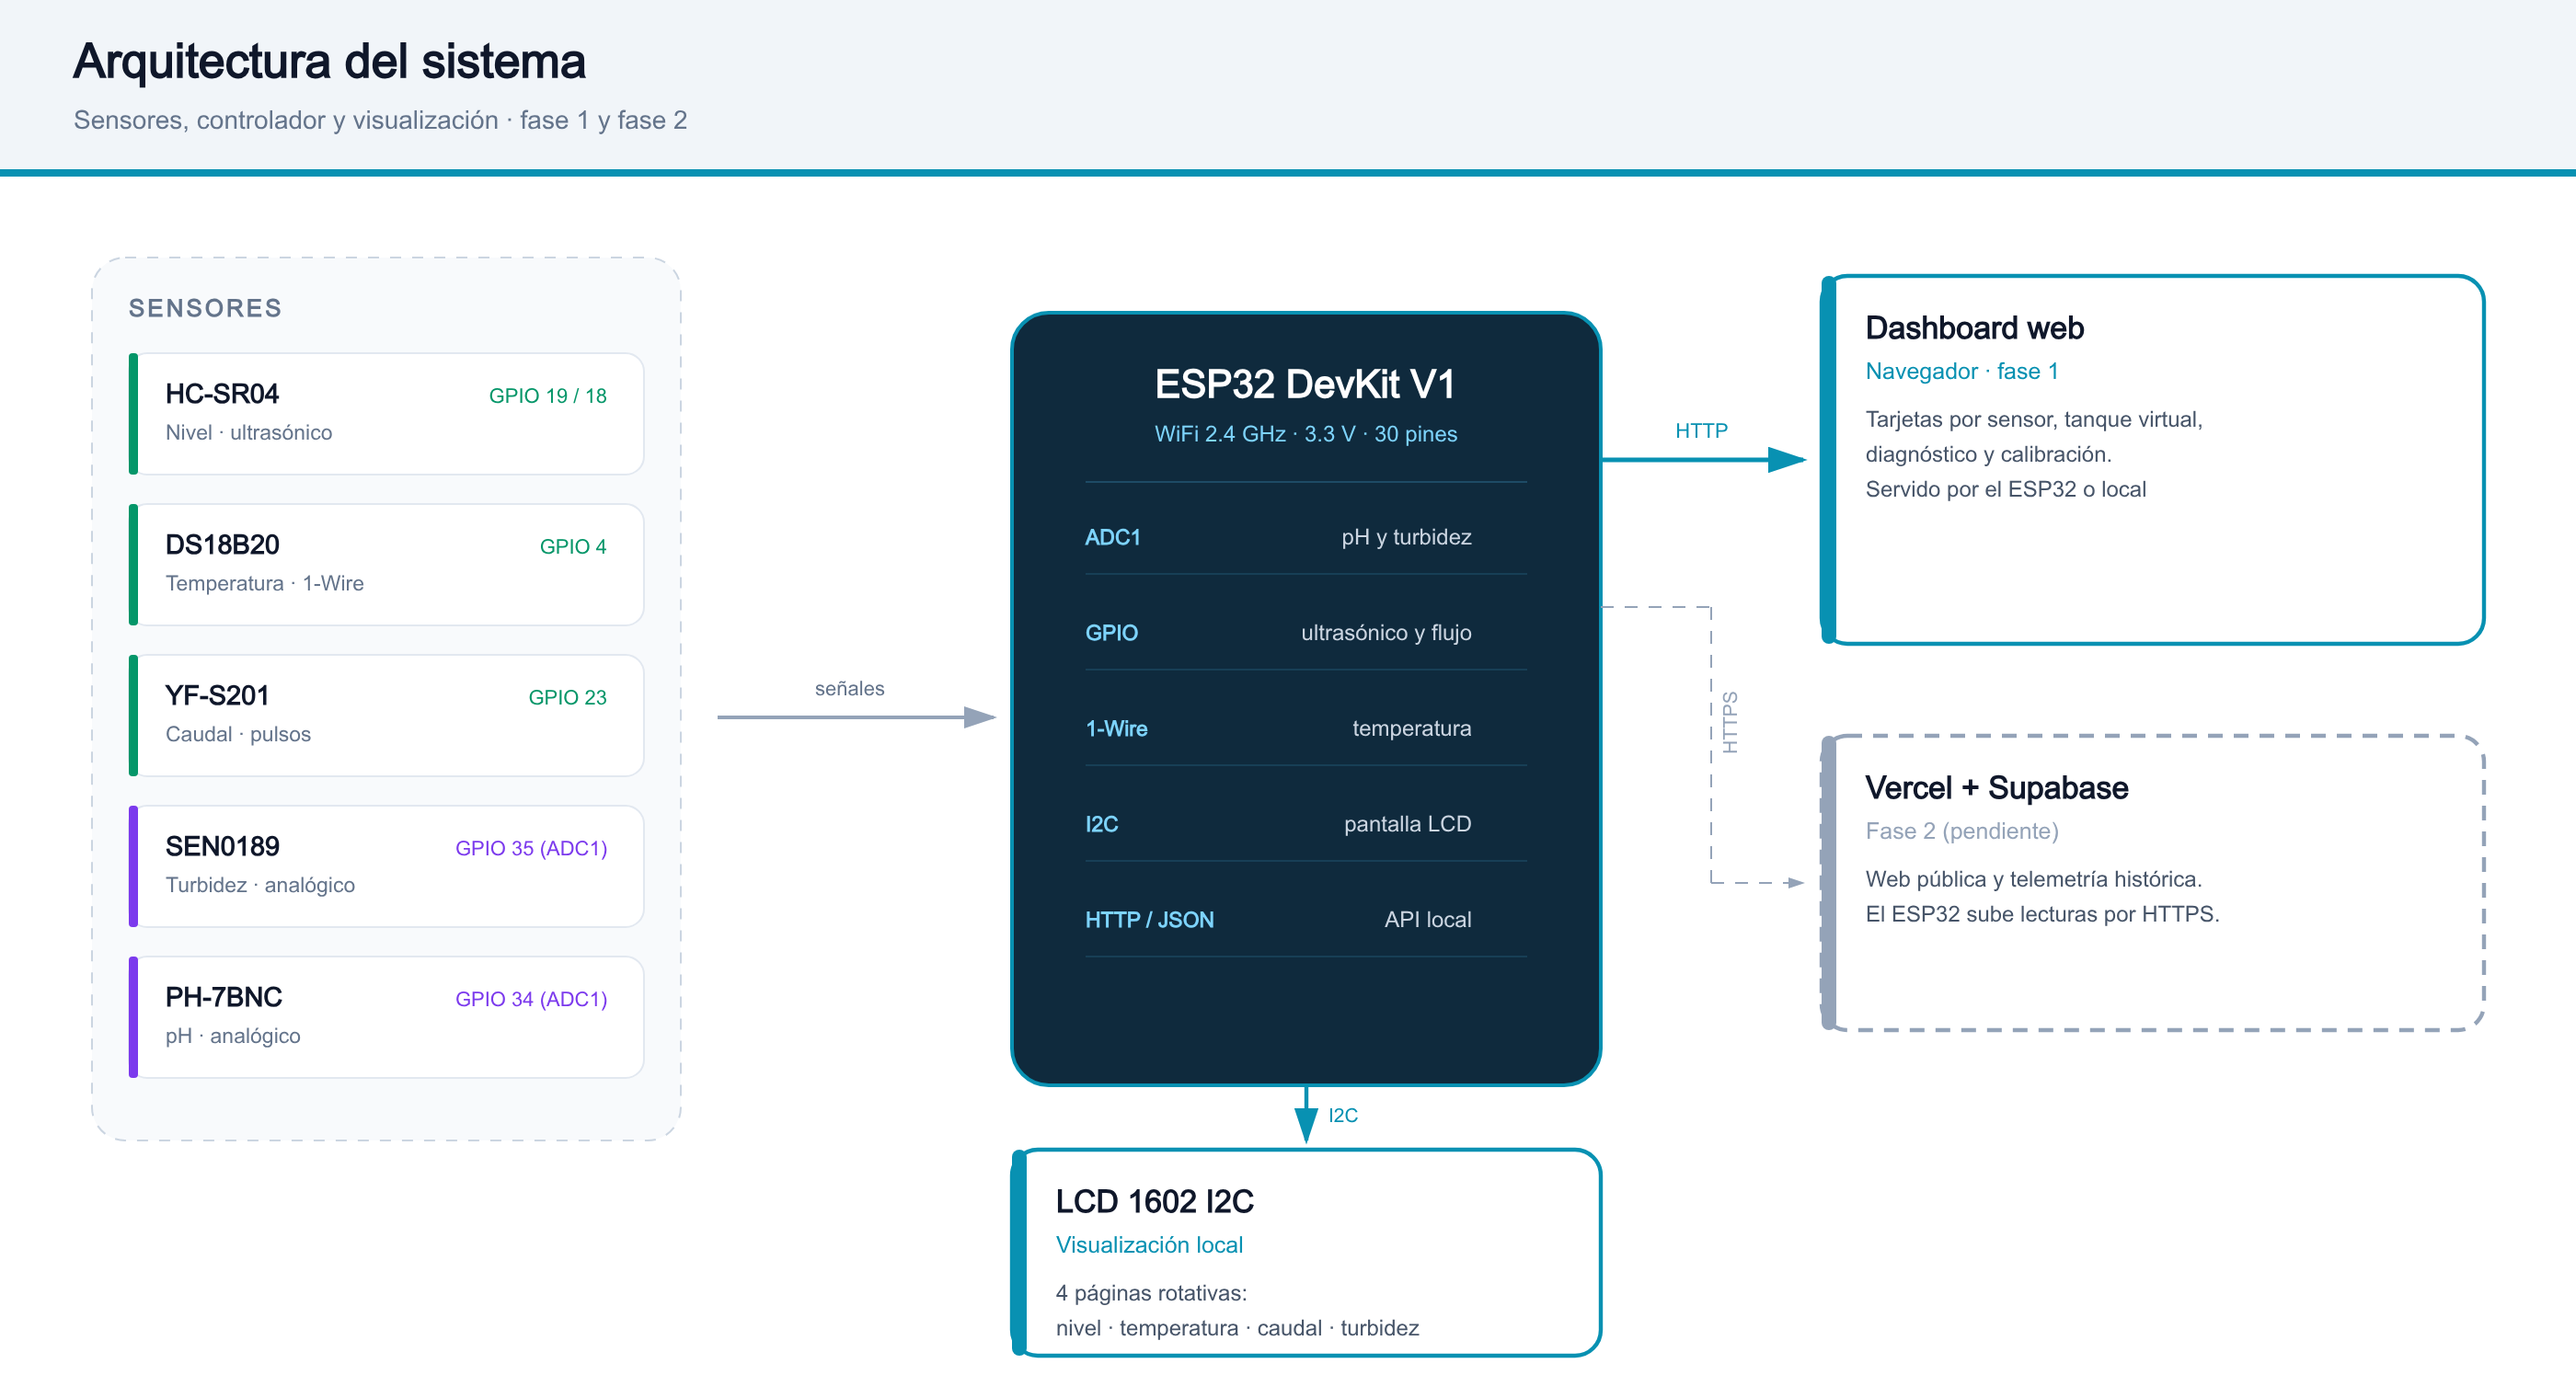 Arquitectura del sistema
Sensores, controlador y visualización · fase 1 y fase 2
SENSORES
HC-SR04
GPIO 19 / 18
Nivel · ultrasónico
DS18B20
GPIO 4
Temperatura · 1-Wire
YF-S201
GPIO 23
Caudal · pulsos
SEN0189
GPIO 35 (ADC1)
Turbidez · analógico
PH-7BNC
GPIO 34 (ADC1)
pH · analógico
señales
ESP32 DevKit V1
WiFi 2.4 GHz · 3.3 V · 30 pines
ADC1
pH y turbidez
GPIO
ultrasónico y flujo
1-Wire
temperatura
I2C
pantalla LCD
HTTP / JSON
API local
I2C
LCD 1602 I2C
Visualización local
4 páginas rotativas:
nivel · temperatura · caudal · turbidez
HTTP
HTTPS
Dashboard web
Navegador · fase 1
Tarjetas por sensor, tanque virtual,
diagnóstico y calibración.
Servido por el ESP32 o local
Vercel + Supabase
Fase 2 (pendiente)
Web pública y telemetría histórica.
El ESP32 sube lecturas por HTTPS.